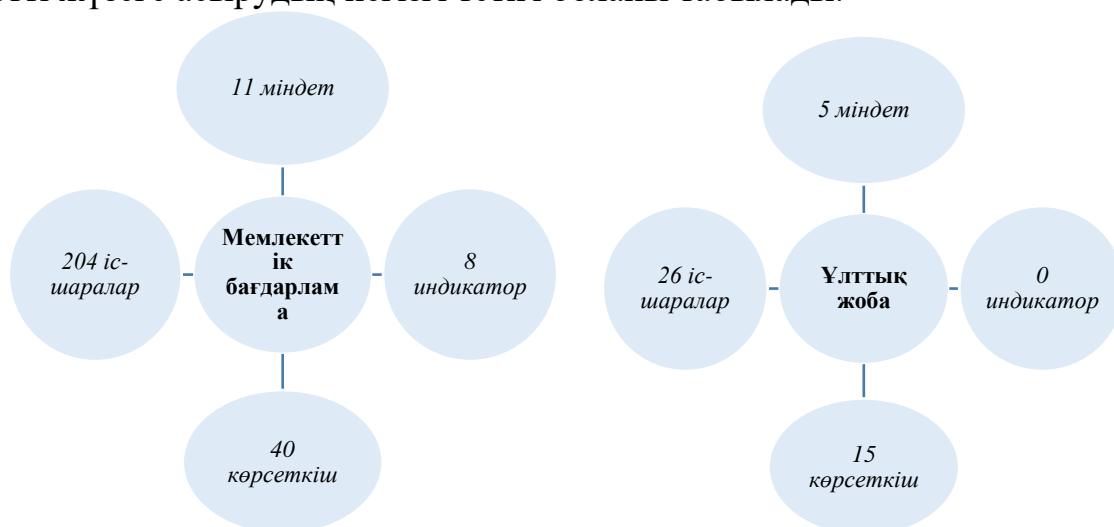 11 міндет
204 іс-
шаралар
Мемлекетт
ік
бағдарлам
а
8
индикатор
40
көрсеткіш
5 міндет
26 іс-
шаралар
Ұлттық
жоба
0
индикатор
15
көрсеткіш